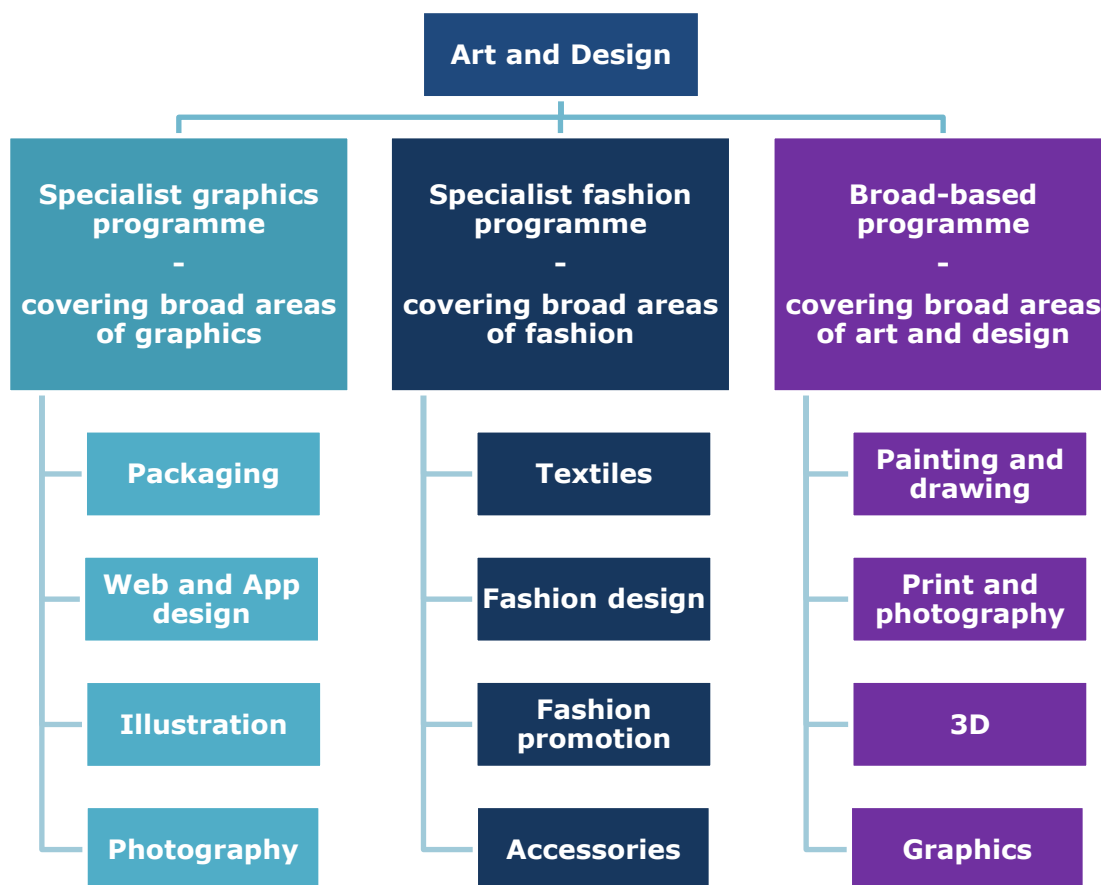 Art and Design
Specialist graphics
programme
-
covering broad areas
of graphics
Packaging
Web and App
design
Illustration
Photography
Specialist fashion
programme
-
covering broad areas
of fashion
Textiles
Fashion design
Fashion
promotion
Accessories
Broad-based
programme
-
covering broad areas
of art and design
Painting and
drawing
Print and
photography
3D
Graphics